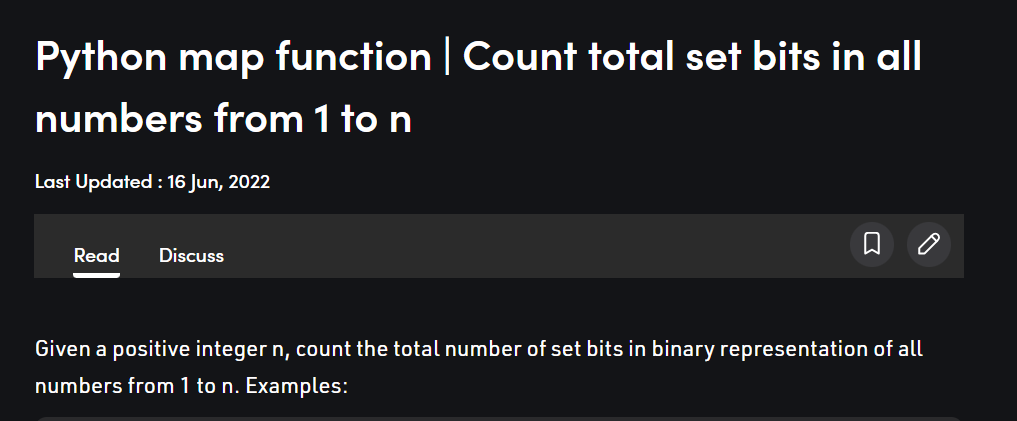 Python map function | Count total set bits in all
numbers from 1 to n
Last Updated : 16 Jun, 2022
Read Discuss
Given a positive integer n, count the total number of set bits in binary representation of all
numbers from 1 to n. Examples: